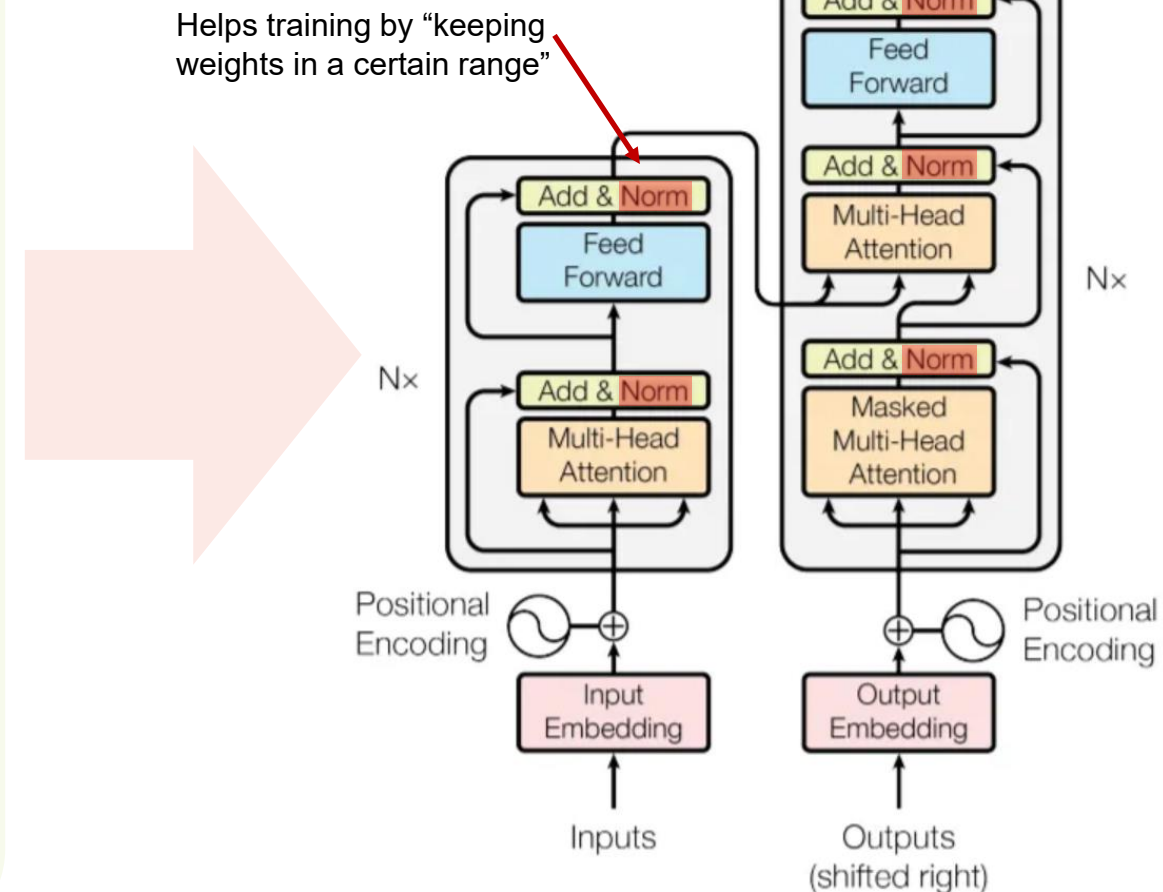 Helps training by “keeping
weights in a certain range”
Add & Norm
Feed
Forward
Add & Norm
Multi-Head
Attention
Nx
Add & Norm
Masked
Multi-Head
Attention
Add & Norm
Feed
Forward
Nx
Add & Norm
Multi-Head
Attention
Positional
Encoding
Positional
Encoding
Input
Embedding
Output
Embedding
Inputs
Outputs
(shifted right)